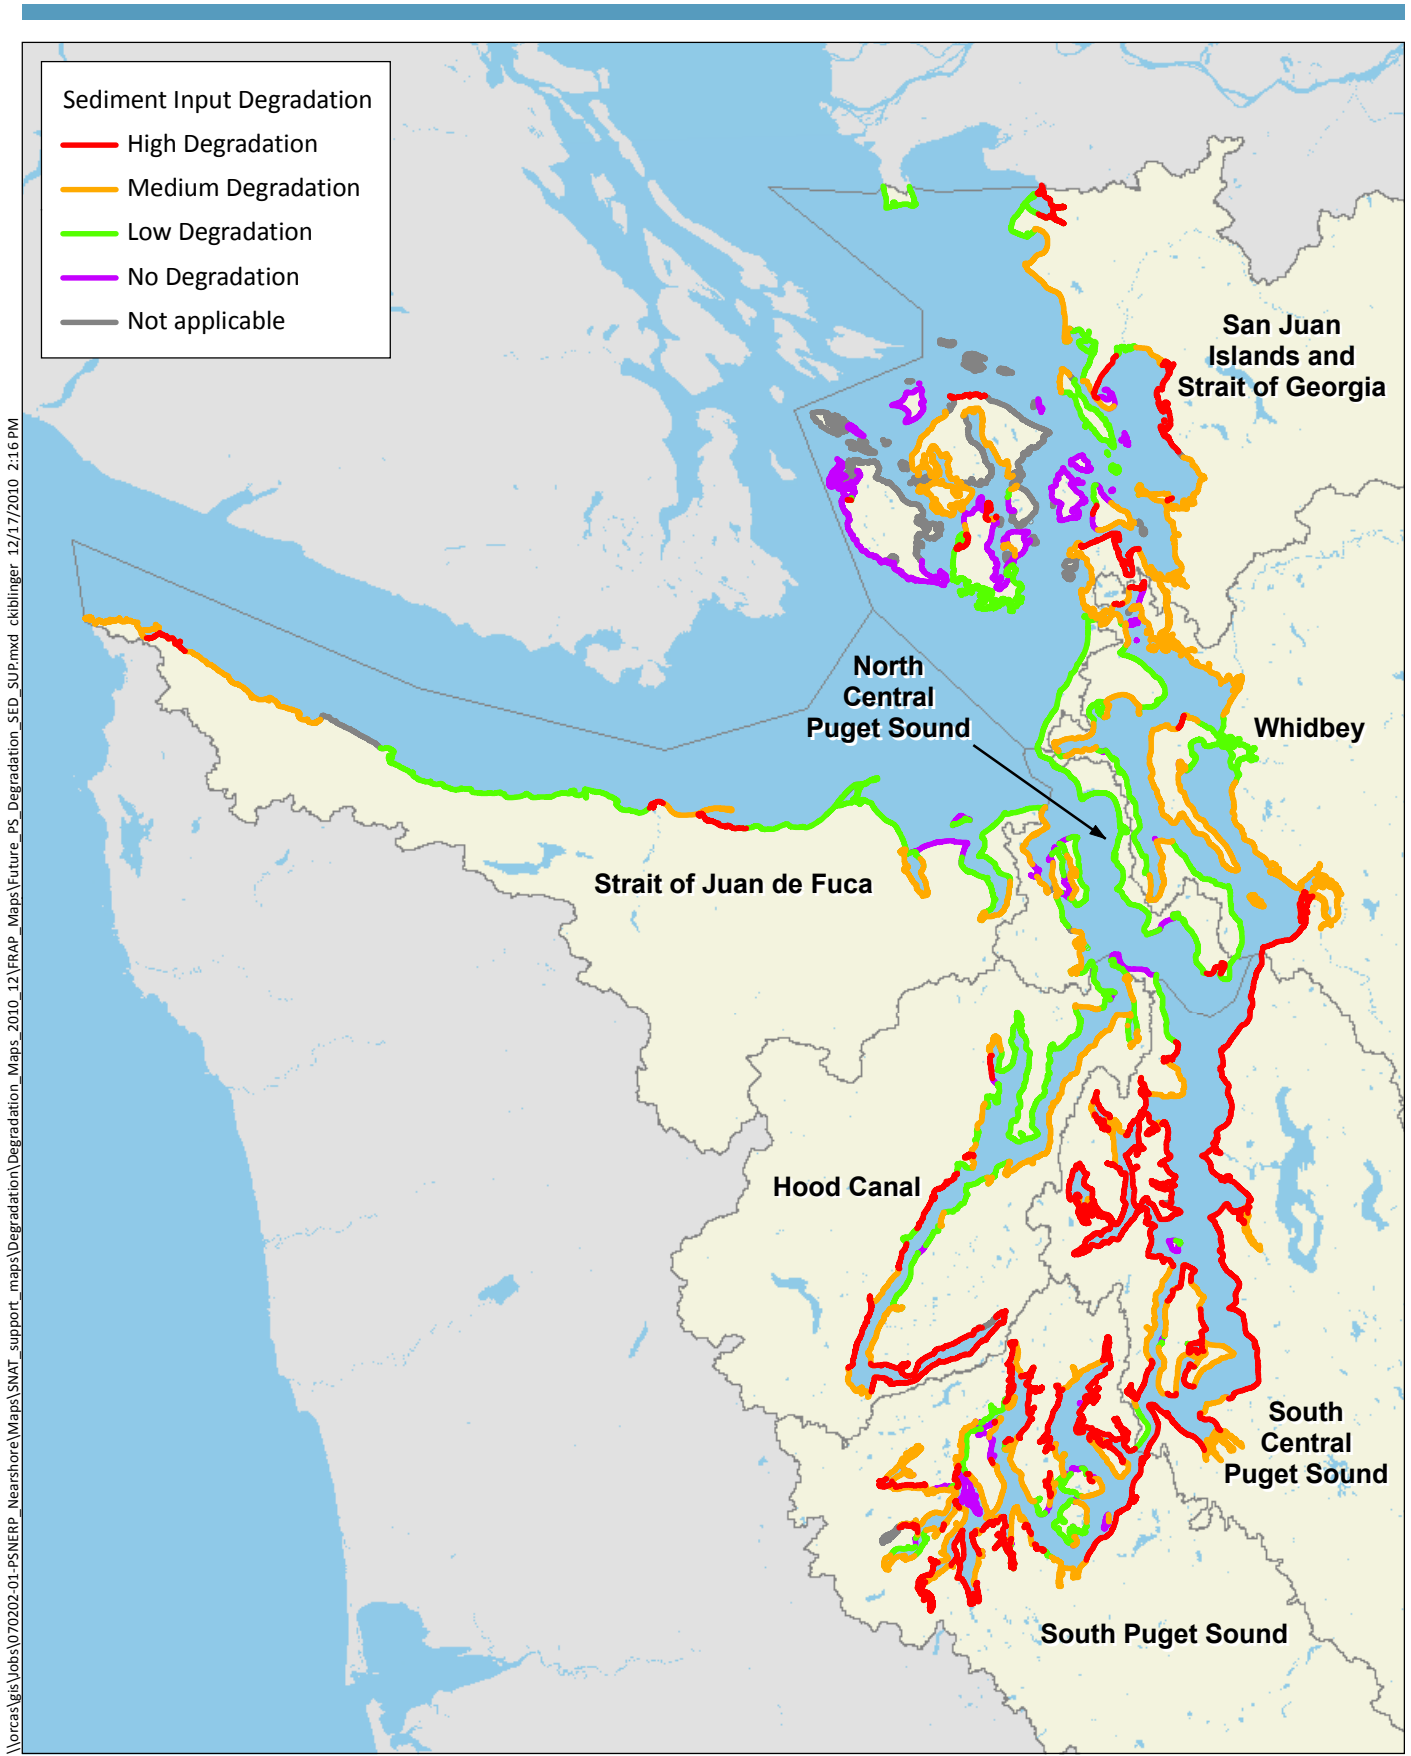 Sediment Input Degradation
High Degradation
Medium Degradation
Low Degradation
No Degradation
Not applicable
San Juan
Islands and
Strait of Georgia
North
Central
Puget Sound
Whidbey
Strait of Juan de Fuca
Hood Canal
South
Central
Puget Sound
South Puget Sound
\\orcas\gis\Jobs\070202-01-PSNERP_Nearshore\Maps\SNAT_support_maps\Degradation\Degradation_Maps_2010_12\FRAP_Maps\Future_PS_Degradation_SED_SUP.mxd ckiblinger 12/17/2010 2:16 PM